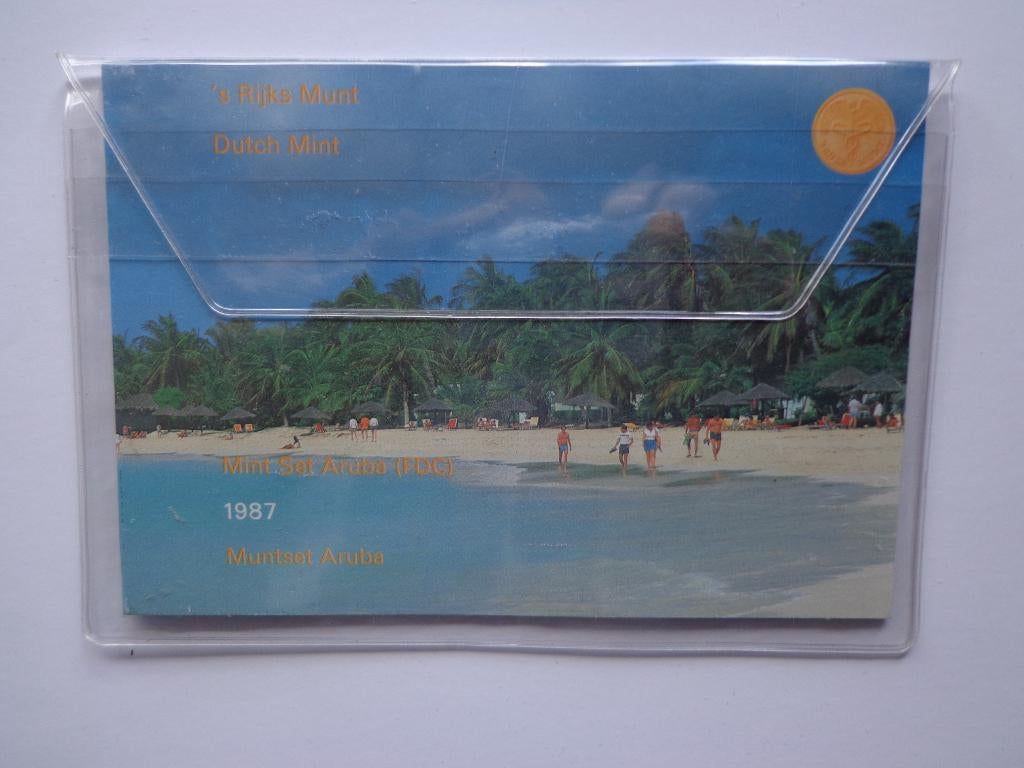 's Rijks Munt
Dutch Mint
Mint Set Aruba (FDC)
1987
Muntset Aruba